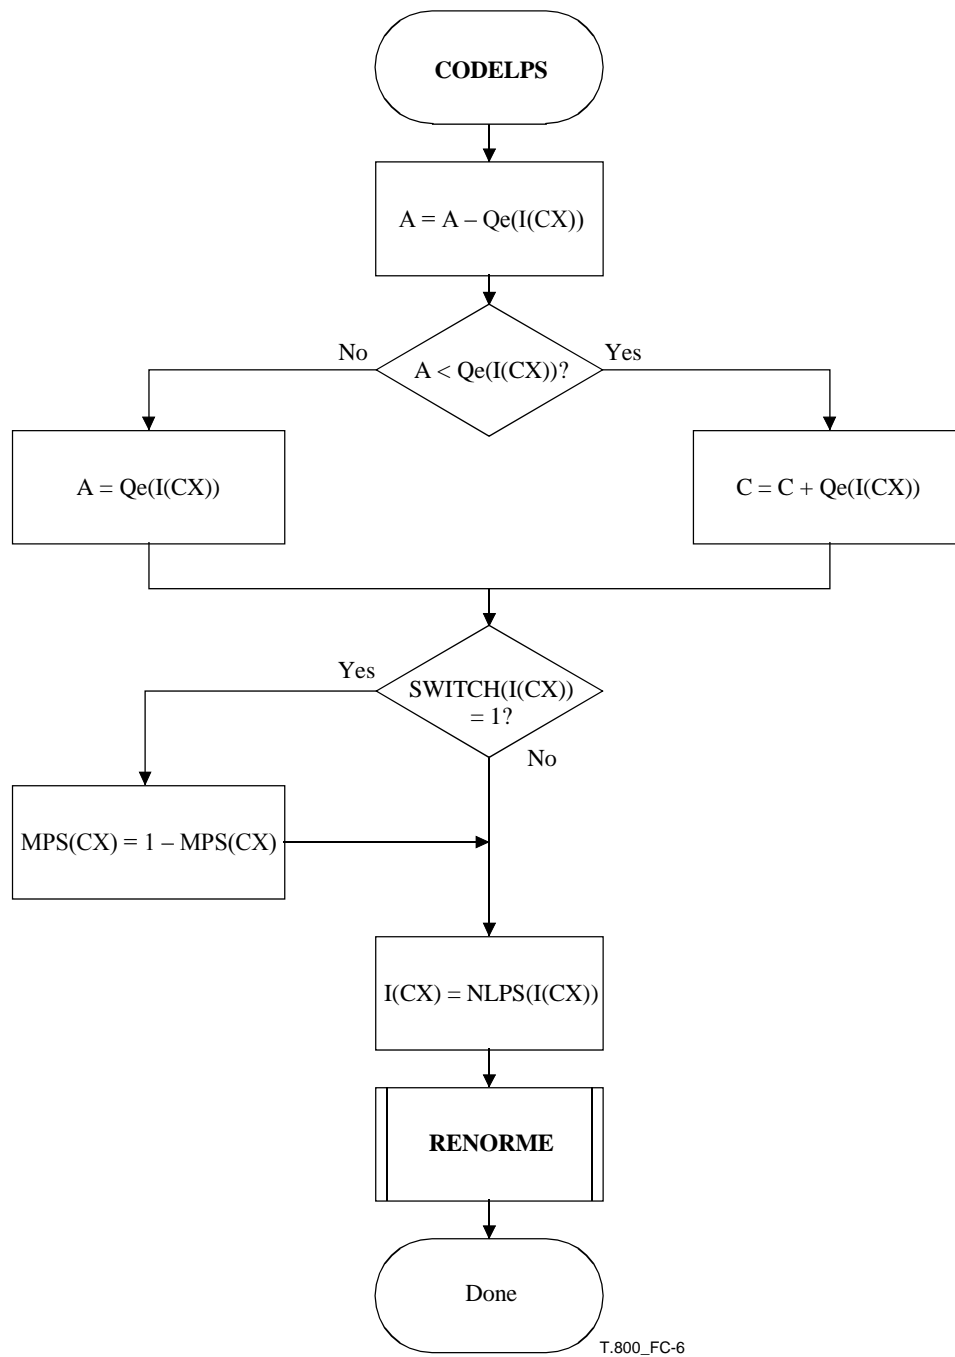 CODELPS
A = A – Qe(I(CX))
No
A < Qe(I(CX))?
Yes
A = Qe(I(CX))
C = C + Qe(I(CX))
Yes
SWITCH(I(CX))
= 1?
No
MPS(CX) = 1 – MPS(CX)
I(CX) = NLPS(I(CX))
RENORME
Done
T.800_FC-6